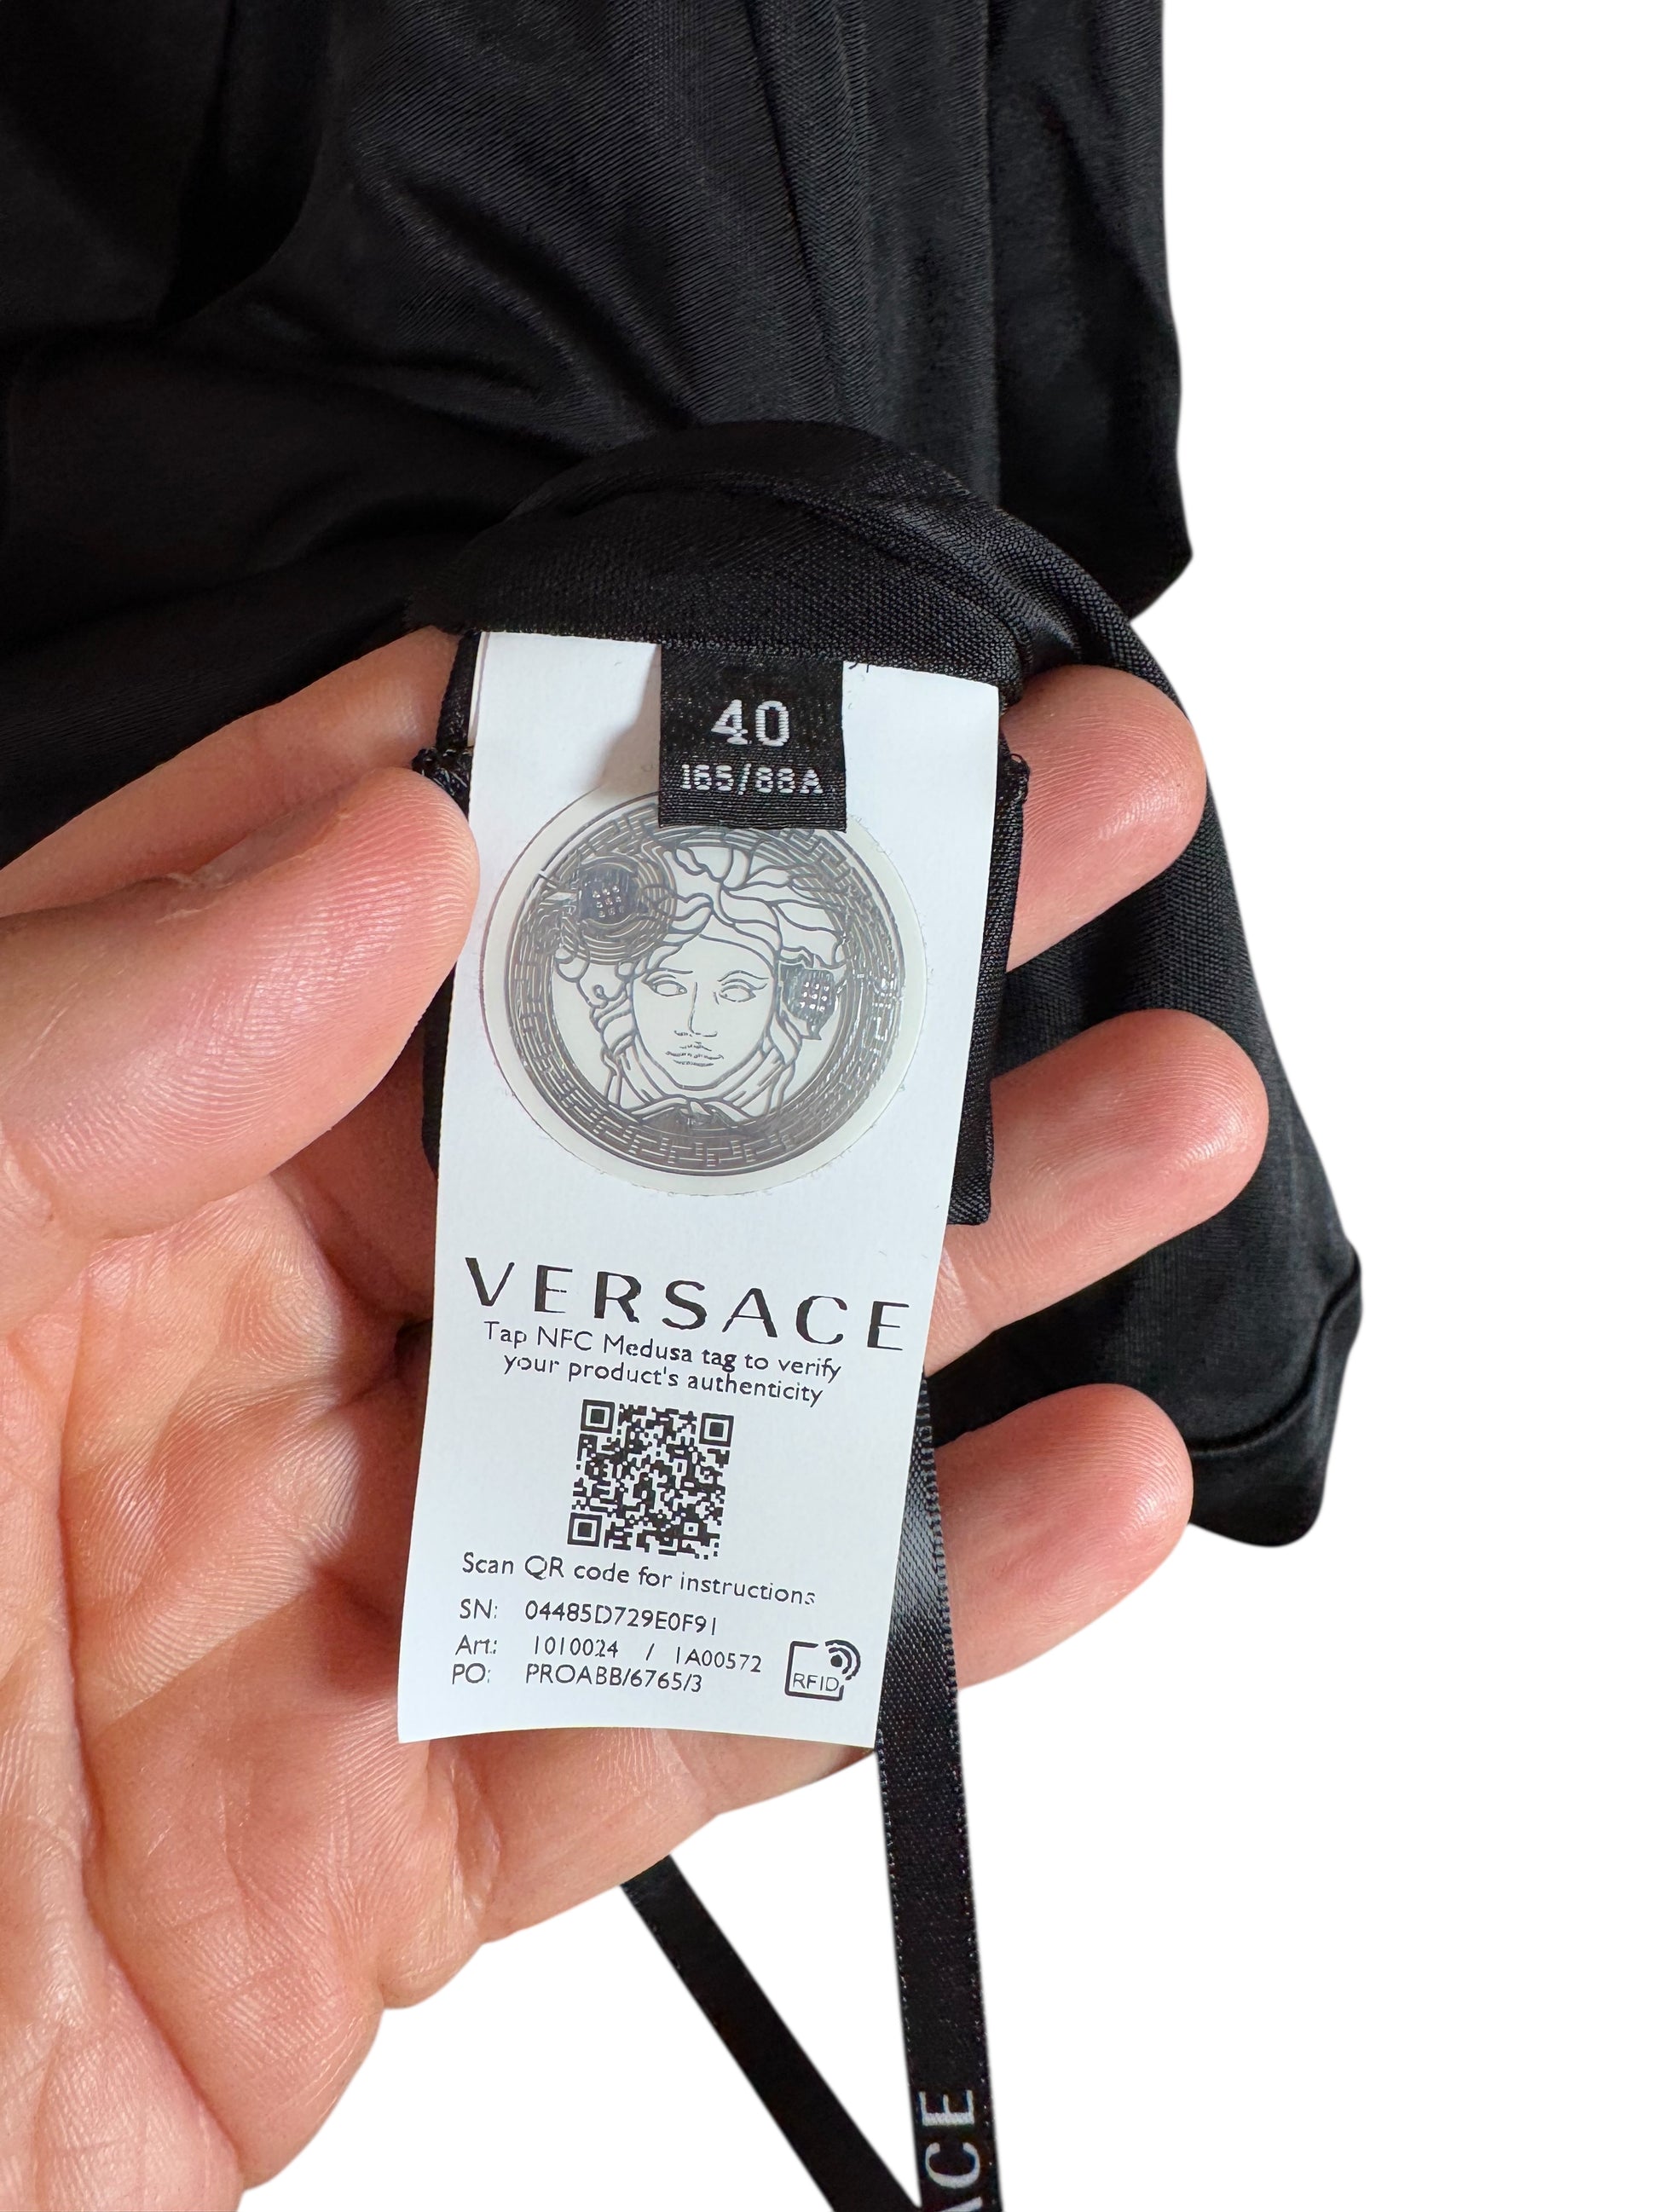 40
165/88A
VERSACE
Tap NFC Medusa tag to verify
your product's authenticity
Scan QR code for instructions
SN: 04485D729E0F91
Art.: 1010024 / 1A00572
PO: PROABB/6765/3
RFID
ACE